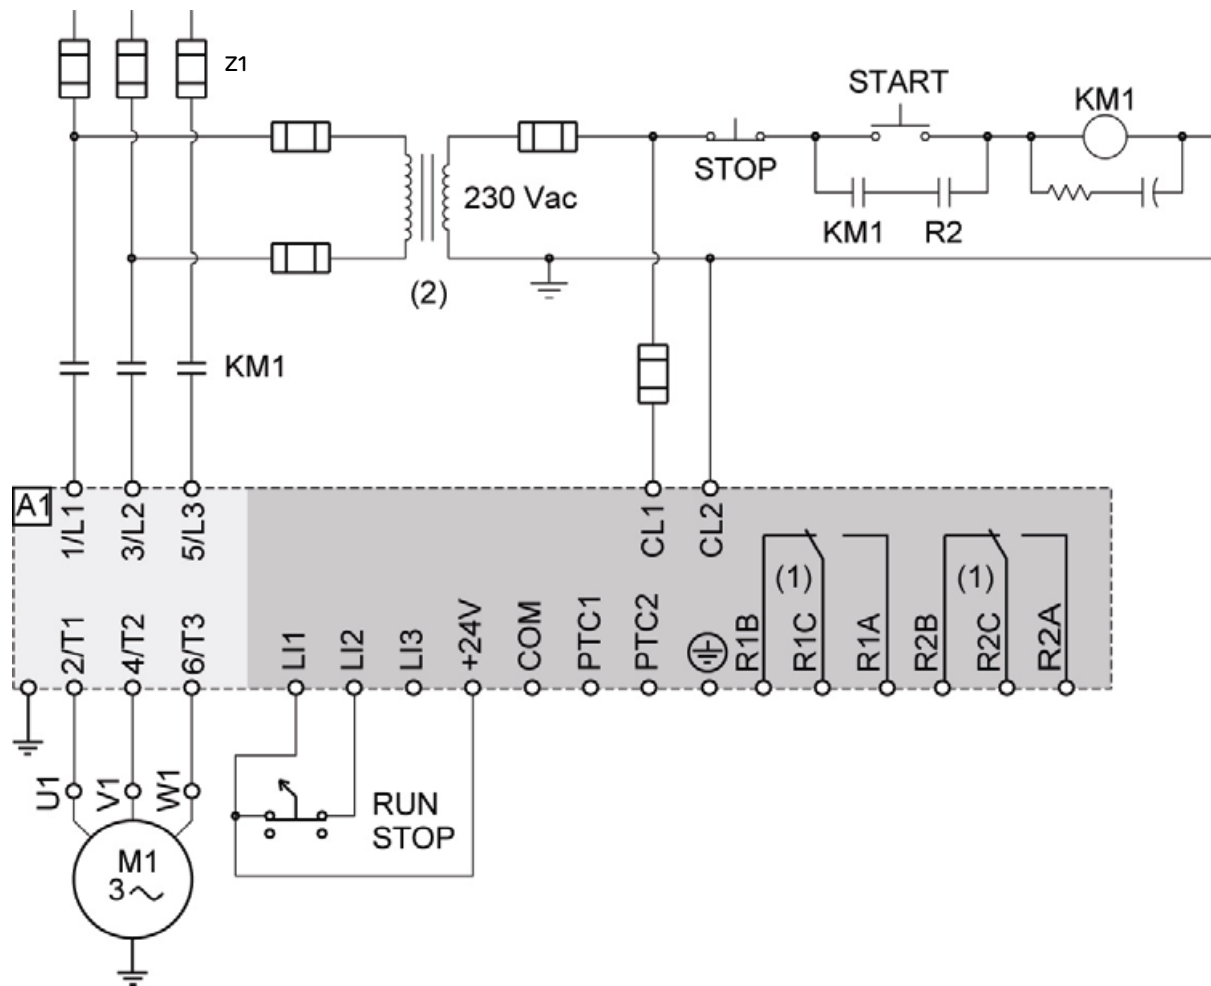 Z1
START
KM1
STOP
230 Vac
KM1
R2
(2)
KM1
A1
1/L1
3/L2
5/L3
CL1
CL2
(1)
(1)
2/T1
4/T2
6/T3
LI1
LI2
LI3
+24V
COM
PTC1
PTC2
R1B
R1C
R1A
R2B
R2C
R2A
U1
V1
W1
RUN
STOP
M1
3